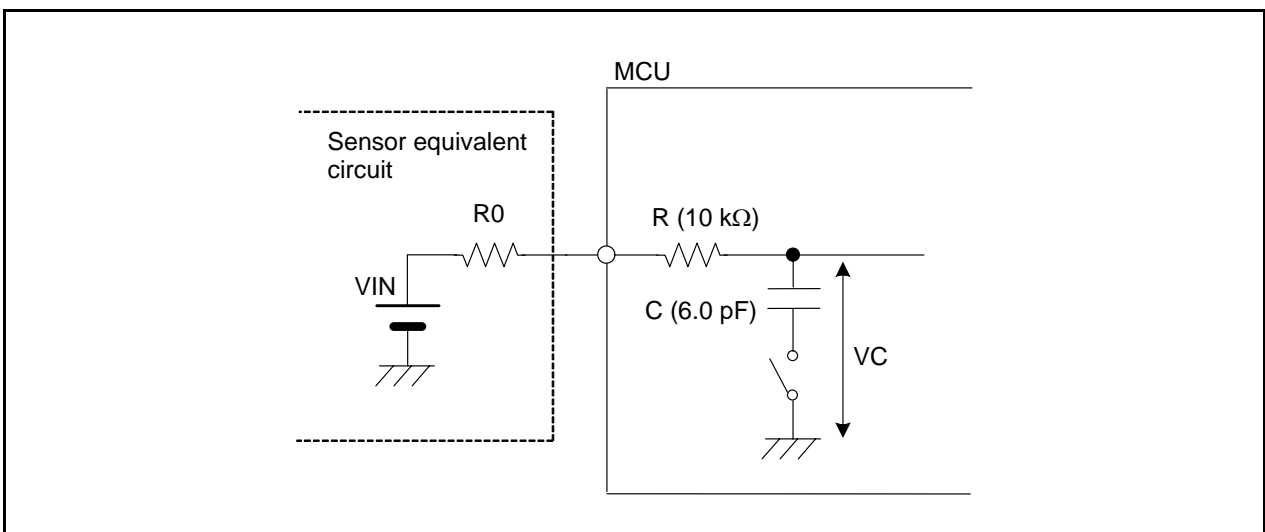 MCU
Sensor equivalent
circuit
R0
R (10 kΩ)
VIN
C (6.0 pF)
VC